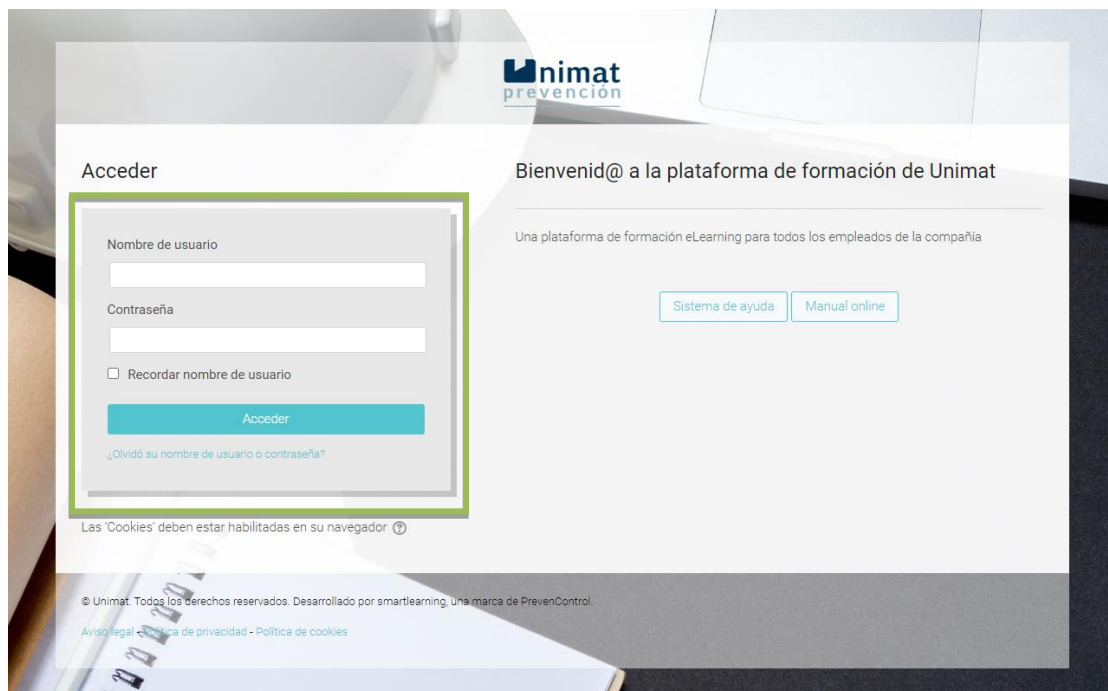 Unimat
prevención
Acceder
Nombre de usuario
Contraseña
Recordar nombre de usuario
Acceder
¿Olvidó su nombre de usuario o contraseña?
Las 'Cookies' deben estar habilitadas en su navegador
Bienvenid@ a la plataforma de formación de Unimat
Una plataforma de formación eLearning para todos los empleados de la compañía
Sistema de ayuda
Manual online
© Unimat. Todos los derechos reservados. Desarrollado por smartlearning, una marca de PrevenControl.
Aviso legal - Política de privacidad - Política de cookies